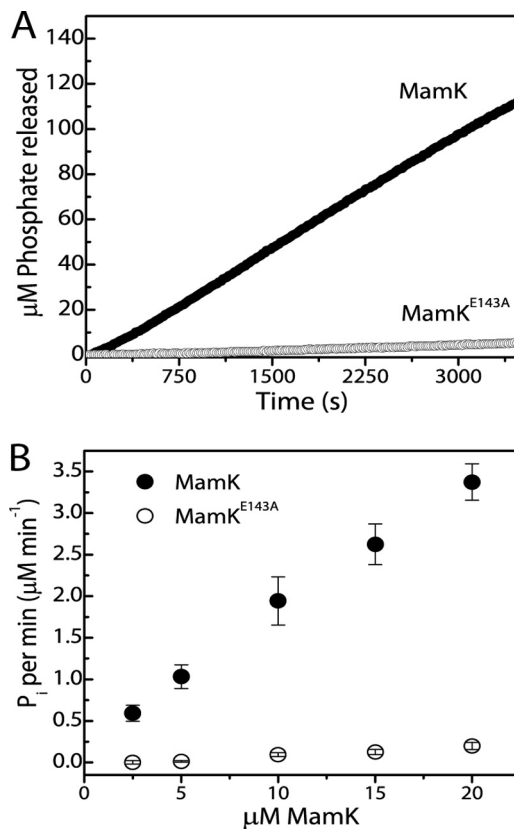 A
μM Phosphate released
140
120
100
80
60
40
20
0
MamK
MamK^E143A
0 750 1500 2250 3000
Time (s)
B
P_i per min (μM min^-1)
3.5
3.0
2.5
2.0
1.5
1.0
0.5
0.0
MamK
MamK^E143A
0 5 10 15 20
μM MamK